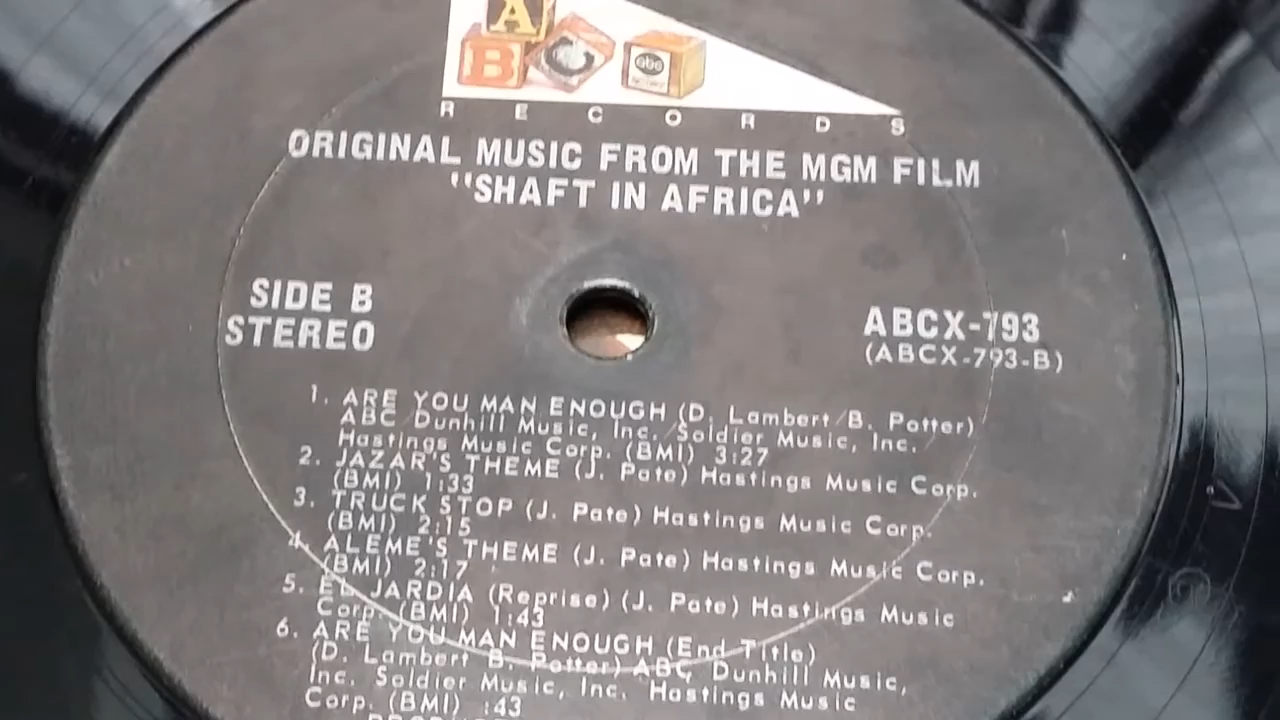 A
B C abc
RECORDS
ORIGINAL MUSIC FROM THE MGM FILM
"SHAFT IN AFRICA"
SIDE B
STEREO
ABCX-793
(ABCX-793-B)
1. ARE YOU MAN ENOUGH (D. Lambert/B. Potter)
ABC/Dunhill Music, Inc./Soldier Music, Inc.
Hastings Music Corp. (BMI) 3:27
2. JAZAR'S THEME (J. Pate) Hastings Music Corp.
(BMI) 1:33
3. TRUCK STOP (J. Pate) Hastings Music Corp.
(BMI) 2:15
4. ALEME'S THEME (J. Pate) Hastings Music Corp.
(BMI) 2:17
5. EL JARDIA (Reprise) (J. Pate) Hastings Music
Corp. (BMI) 1:43
6. ARE YOU MAN ENOUGH (End Title)
(D. Lambert B. Potter) ABC Dunhill Music,
Inc. Soldier Music, Inc. Hastings Music
Corp. (BMI) :43